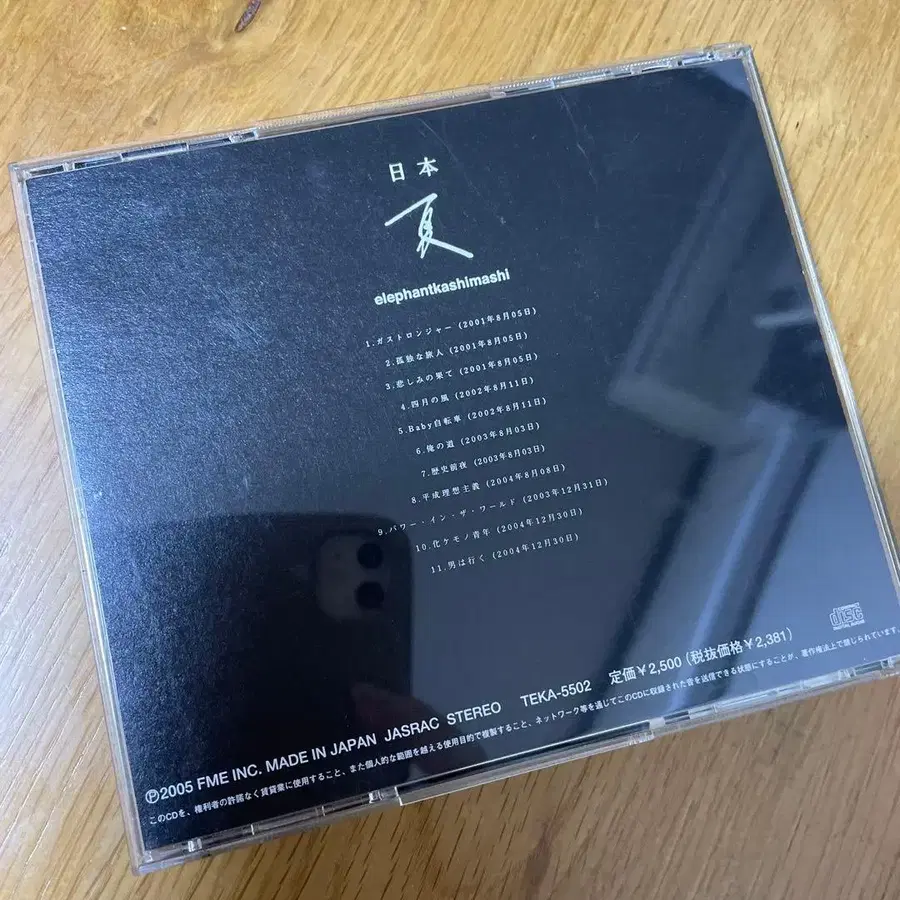 日本
夏
elephantkashimashi
1.ガストロンジャー (2001年8月05日)
2.孤独な旅人 (2001年8月05日)
3.悲しみの果て (2001年8月05日)
4.四月の風 (2002年8月11日)
5.Baby自転車 (2002年8月11日)
6.俺の道 (2003年8月03日)
7.歴史前夜 (2003年8月03日)
8.平成理想主義 (2004年8月08日)
9.パワー・イン・ザ・ワールド (2003年12月31日)
10.化ケモノ青年 (2004年12月30日)
11.男は行く (2004年12月30日)
disc
DIGITAL AUDIO
Ⓟ2005 FME INC. MADE IN JAPAN JASRAC STEREO TEKA-5502 定価¥2,500 (税抜価格¥2,381)
このCDを、権利者の許諾なく賃貸業に使用すること、また個人的な範囲を越える使用目的で複製すること、ネットワーク等を通じてこのCDに収録された音を送信できる状態にすることが、著作権法上で禁じられています。